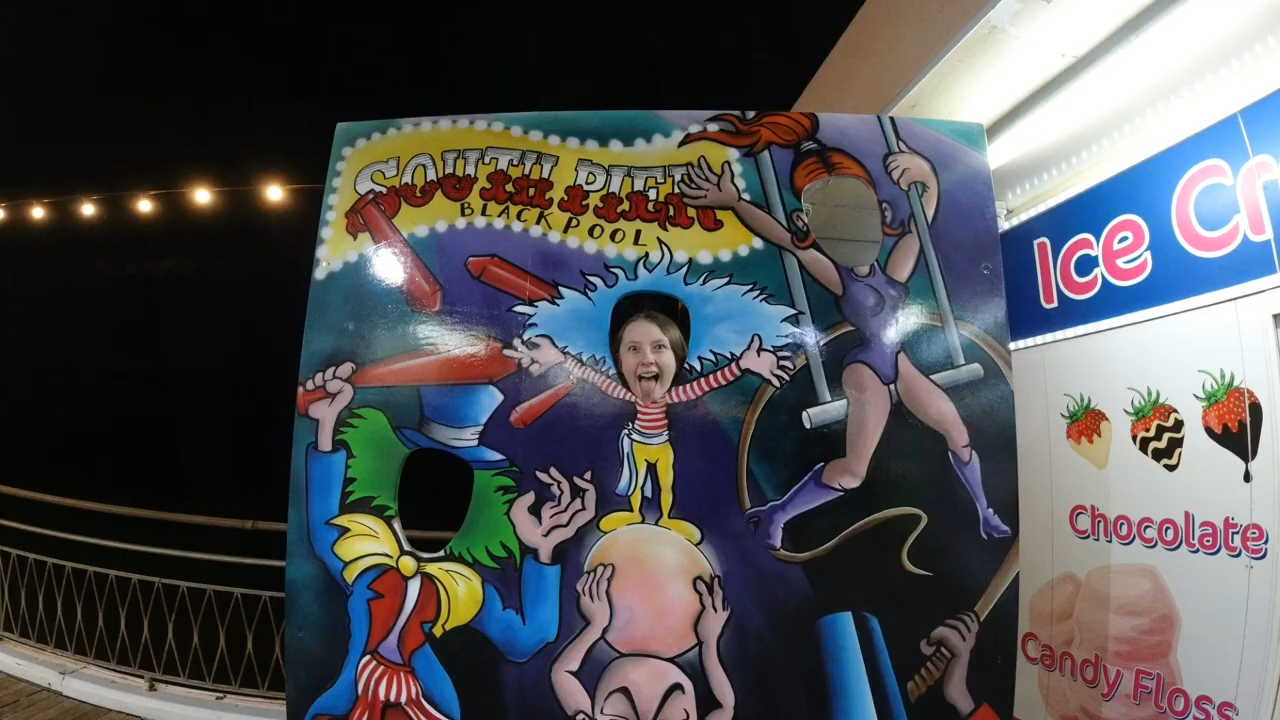 SOUTH PIER
BLACKPOOL
Ice Cr
Chocolate
Candy Floss